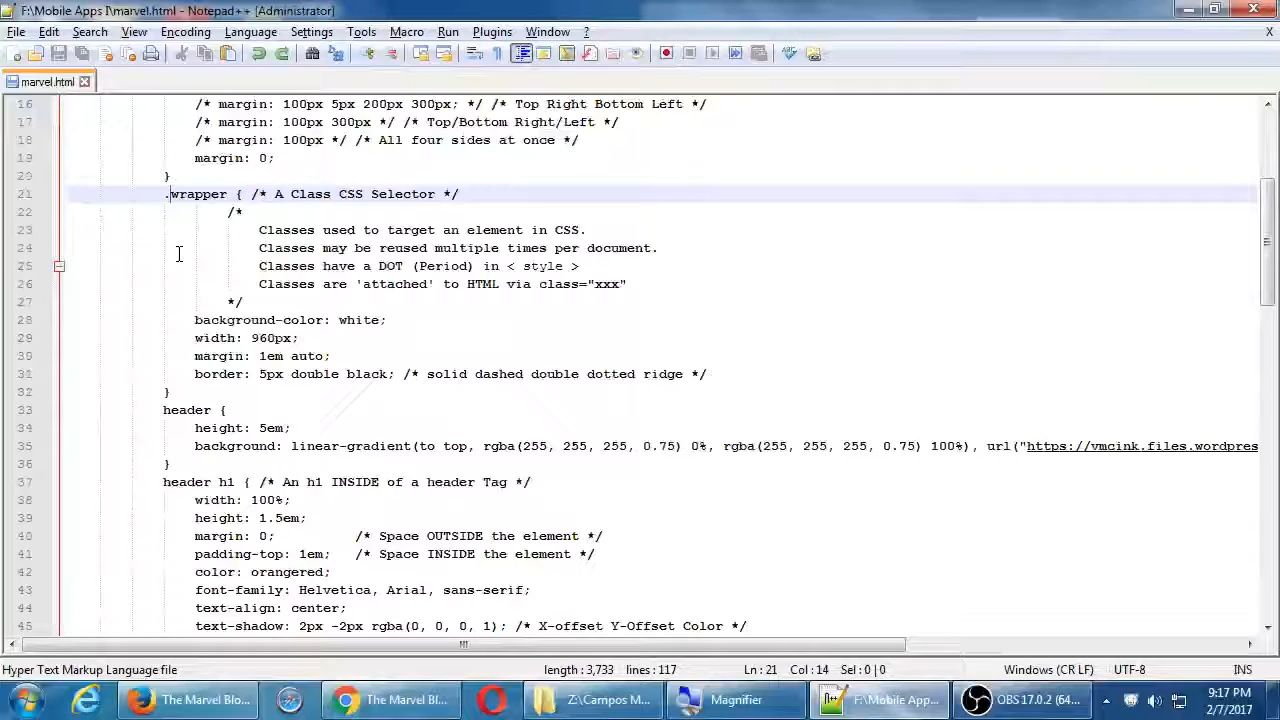 F:\Mobile Apps I\marvel.html - Notepad++ [Administrator]
File Edit Search View Encoding Language Settings Tools Macro Run Plugins Window ? X
marvel.html
16 /* margin: 100px 5px 200px 300px; */ /* Top Right Bottom Left */
17 /* margin: 100px 300px */ /* Top/Bottom Right/Left */
18 /* margin: 100px */ /* All four sides at once */
19 margin: 0;
20 }
21 .wrapper { /* A Class CSS Selector */
22 /*
23 Classes used to target an element in CSS.
24 Classes may be reused multiple times per document.
25 Classes have a DOT (Period) in < style >
26 Classes are 'attached' to HTML via class="xxx"
27 */
28 background-color: white;
29 width: 960px;
30 margin: 1em auto;
31 border: 5px double black; /* solid dashed double dotted ridge */
32 }
33 header {
34 height: 5em;
35 background: linear-gradient(to top, rgba(255, 255, 255, 0.75) 0%, rgba(255, 255, 255, 0.75) 100%), url("https://vmcink.files.wordpres
36 }
37 header h1 { /* An h1 INSIDE of a header Tag */
38 width: 100%;
39 height: 1.5em;
40 margin: 0; /* Space OUTSIDE the element */
41 padding-top: 1em; /* Space INSIDE the element */
42 color: orangered;
43 font-family: Helvetica, Arial, sans-serif;
44 text-align: center;
45 text-shadow: 2px -2px rgba(0, 0, 0, 1); /* X-offset Y-Offset Color */
Hyper Text Markup Language file length : 3,733 lines : 117 Ln : 21 Col : 14 Sel : 0 | 0 Windows (CR LF) UTF-8 INS
The Marvel Blo... The Marvel Bl... Z:\Campos M... Magnifier F:\Mobile App... OBS 17.0.2 (64... 9:17 PM
2/7/2017